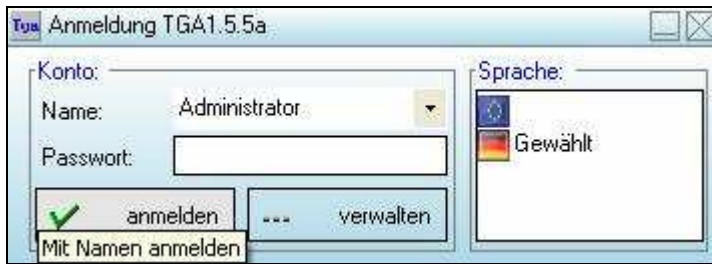 Tga Anmeldung TGA1.5.5a
Konto:
Name: Administrator
Passwort:
anmelden --- verwalten
Mit Namen anmelden
Sprache:
Gewählt